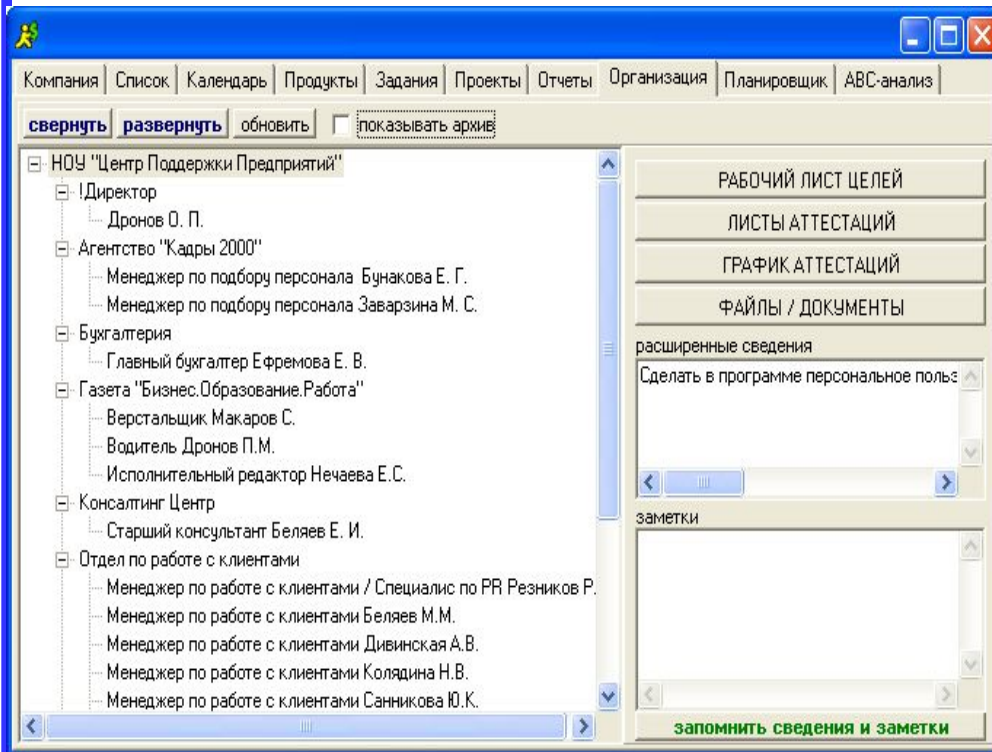 Компания Список Календарь Продукты Задания Проекты Отчеты Организация Планировщик АВС-анализ
свернуть развернуть обновить показывать архив
НОУ "Центр Поддержки Предприятий"
!Директор
Дронов О. П.
Агентство "Кадры 2000"
Менеджер по подбору персонала Бунакова Е. Г.
Менеджер по подбору персонала Заварзина М. С.
Бухгалтерия
Главный бухгалтер Ефремова Е. В.
Газета "Бизнес.Образование.Работа"
Верстальщик Макаров С.
Водитель Дронов П.М.
Исполнительный редактор Нечаева Е.С.
Консалтинг Центр
Старший консультант Беляев Е. И.
Отдел по работе с клиентами
Менеджер по работе с клиентами / Специалис по PR Резников Р.
Менеджер по работе с клиентами Беляев М.М.
Менеджер по работе с клиентами Дивинская А.В.
Менеджер по работе с клиентами Колядина Н.В.
Менеджер по работе с клиентами Санникова Ю.К.
РАБОЧИЙ ЛИСТ ЦЕЛЕЙ
ЛИСТЫ АТТЕСТАЦИЙ
ГРАФИК АТТЕСТАЦИЙ
ФАЙЛЫ / ДОКУМЕНТЫ
расширенные сведения
Сделать в программе персональное польз
заметки
запомнить сведения и заметки